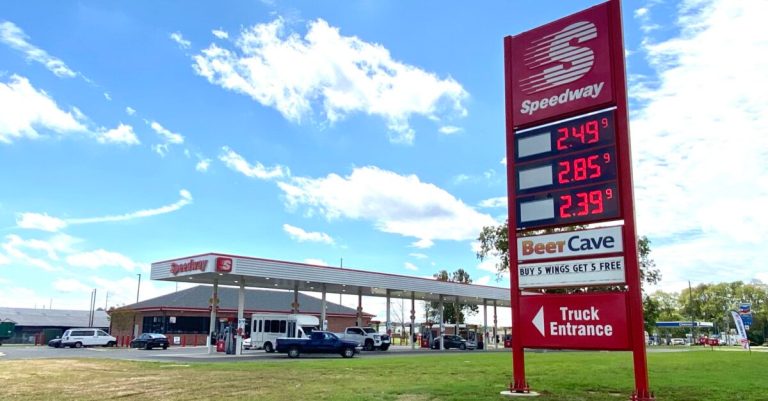 Speedway
2.49 9
2.85 9
2.39 9
Beer Cave
BUY 5 WINGS GET 5 FREE
Truck
Entrance
Speedway